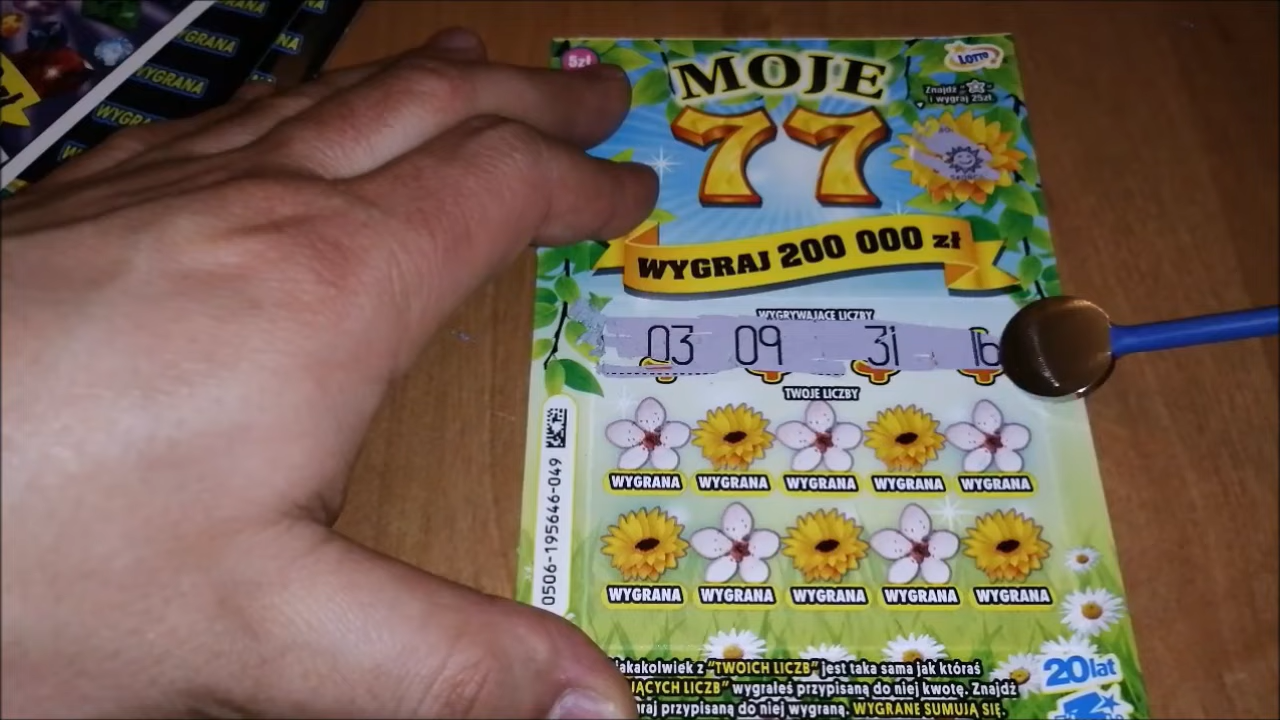 WYGRANA
WYGRANA
WYGRANA
5zł
MOJE
77
LOTTO
Znajdź
i wygraj 25zł
WYGRAJ 200 000 zł
WYGRYWAJĄCE LICZBY
03 09 31 16
TWOJE LICZBY
WYGRANA WYGRANA WYGRANA WYGRANA WYGRANA
WYGRANA WYGRANA WYGRANA WYGRANA WYGRANA
0506-195646-049
jakakolwiek z "TWOICH LICZB" jest taka sama jak któraś
JĄCYCH LICZB" wygrałeś przypisaną do niej kwotę. Znajdź
raj przypisaną do niej wygraną. WYGRANE SUMUJĄ SIĘ.
20 lat